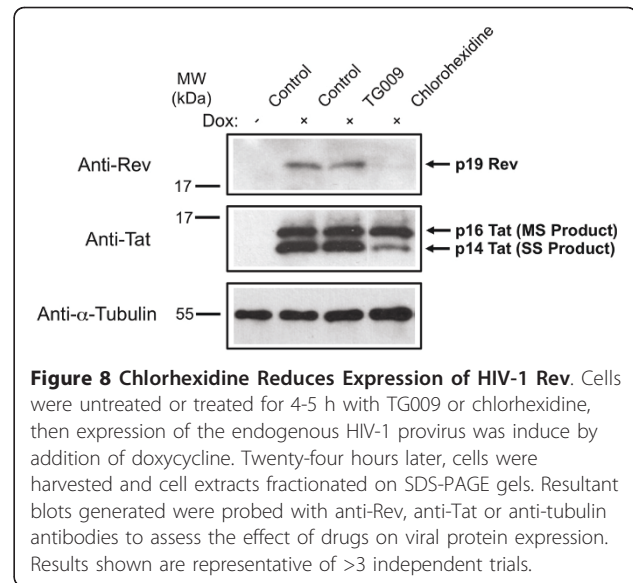 MW
(kDa)
Control
Control
TG009
Chlorohexidine
Dox: - × × ×
Anti-Rev
17
p19 Rev
17
Anti-Tat
p16 Tat (MS Product)
p14 Tat (SS Product)
Anti-α-Tubulin
55
Figure 8 Chlorhexidine Reduces Expression of HIV-1 Rev. Cells
were untreated or treated for 4-5 h with TG009 or chlorhexidine,
then expression of the endogenous HIV-1 provirus was induce by
addition of doxycycline. Twenty-four hours later, cells were
harvested and cell extracts fractionated on SDS-PAGE gels. Resultant
blots generated were probed with anti-Rev, anti-Tat or anti-tubulin
antibodies to assess the effect of drugs on viral protein expression.
Results shown are representative of >3 independent trials.